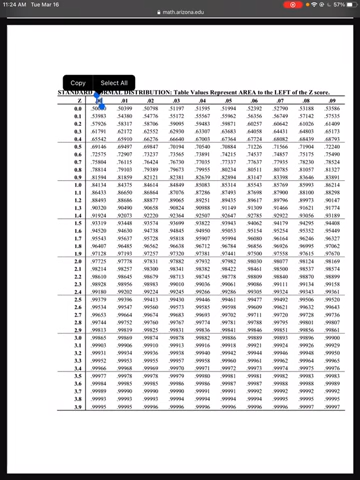 11:24 AM Tue Mar 16
math.arizona.edu
Copy Select All
STANDARD NORMAL DISTRIBUTION: Table Values Represent AREA to the LEFT of the Z score.
Z .00 .01 .02 .03 .04 .05 .06 .07 .08 .09
0.0 .50000 .50399 .50798 .51197 .51595 .51994 .52392 .52790 .53188 .53586
0.1 .53983 .54380 .54776 .55172 .55567 .55962 .56356 .56749 .57142 .57535
0.2 .57926 .58317 .58706 .59095 .59483 .59871 .60257 .60642 .61026 .61409
0.3 .61791 .62172 .62552 .62930 .63307 .63683 .64058 .64431 .64803 .65173
0.4 .65542 .65910 .66276 .66640 .67003 .67364 .67724 .68082 .68439 .68793
0.5 .69146 .69497 .69847 .70194 .70540 .70884 .71226 .71566 .71904 .72240
0.6 .72575 .72907 .73237 .73565 .73891 .74215 .74537 .74857 .75175 .75490
0.7 .75804 .76115 .76424 .76730 .77035 .77337 .77637 .77935 .78230 .78524
0.8 .78814 .79103 .79389 .79673 .79955 .80234 .80511 .80785 .81057 .81327
0.9 .81594 .81859 .82121 .82381 .82639 .82894 .83147 .83398 .83646 .83891
1.0 .84134 .84375 .84614 .84849 .85083 .85314 .85543 .85769 .85993 .86214
1.1 .86433 .86650 .86864 .87076 .87286 .87493 .87698 .87900 .88100 .88298
1.2 .88493 .88686 .88877 .89065 .89251 .89435 .89617 .89796 .89973 .90147
1.3 .90320 .90490 .90658 .90824 .90988 .91149 .91309 .91466 .91621 .91774
1.4 .91924 .92073 .92220 .92364 .92507 .92647 .92785 .92922 .93056 .93189
1.5 .93319 .93448 .93574 .93699 .93822 .93943 .94062 .94179 .94295 .94408
1.6 .94520 .94630 .94738 .94845 .94950 .95053 .95154 .95254 .95352 .95449
1.7 .95543 .95637 .95728 .95818 .95907 .95994 .96080 .96164 .96246 .96327
1.8 .96407 .96485 .96562 .96638 .96712 .96784 .96856 .96926 .96995 .97062
1.9 .97128 .97193 .97257 .97320 .97381 .97441 .97500 .97558 .97615 .97670
2.0 .97725 .97778 .97831 .97882 .97932 .97982 .98030 .98077 .98124 .98169
2.1 .98214 .98257 .98300 .98341 .98382 .98422 .98461 .98500 .98537 .98574
2.2 .98610 .98645 .98679 .98713 .98745 .98778 .98809 .98840 .98870 .98899
2.3 .98928 .98956 .98983 .99010 .99036 .99061 .99086 .99111 .99134 .99158
2.4 .99180 .99202 .99224 .99245 .99266 .99286 .99305 .99324 .99343 .99361
2.5 .99379 .99396 .99413 .99430 .99446 .99461 .99477 .99492 .99506 .99520
2.6 .99534 .99547 .99560 .99573 .99585 .99598 .99609 .99621 .99632 .99643
2.7 .99653 .99664 .99674 .99683 .99693 .99702 .99711 .99720 .99728 .99736
2.8 .99744 .99752 .99760 .99767 .99774 .99781 .99788 .99795 .99801 .99807
2.9 .99813 .99819 .99825 .99831 .99836 .99841 .99846 .99851 .99856 .99861
3.0 .99865 .99869 .99874 .99878 .99882 .99886 .99889 .99893 .99896 .99900
3.1 .99903 .99906 .99910 .99913 .99916 .99918 .99921 .99924 .99926 .99929
3.2 .99931 .99934 .99936 .99938 .99940 .99942 .99944 .99946 .99948 .99950
3.3 .99952 .99953 .99955 .99957 .99958 .99960 .99961 .99962 .99964 .99965
3.4 .99966 .99968 .99969 .99970 .99971 .99972 .99973 .99974 .99975 .99976
3.5 .99977 .99978 .99978 .99979 .99980 .99981 .99981 .99982 .99983 .99983
3.6 .99984 .99985 .99985 .99986 .99986 .99987 .99987 .99988 .99988 .99989
3.7 .99989 .99990 .99990 .99990 .99991 .99991 .99992 .99992 .99992 .99992
3.8 .99993 .99993 .99993 .99994 .99994 .99994 .99994 .99995 .99995 .99995
3.9 .99995 .99995 .99996 .99996 .99996 .99996 .99996 .99996 .99997 .99997